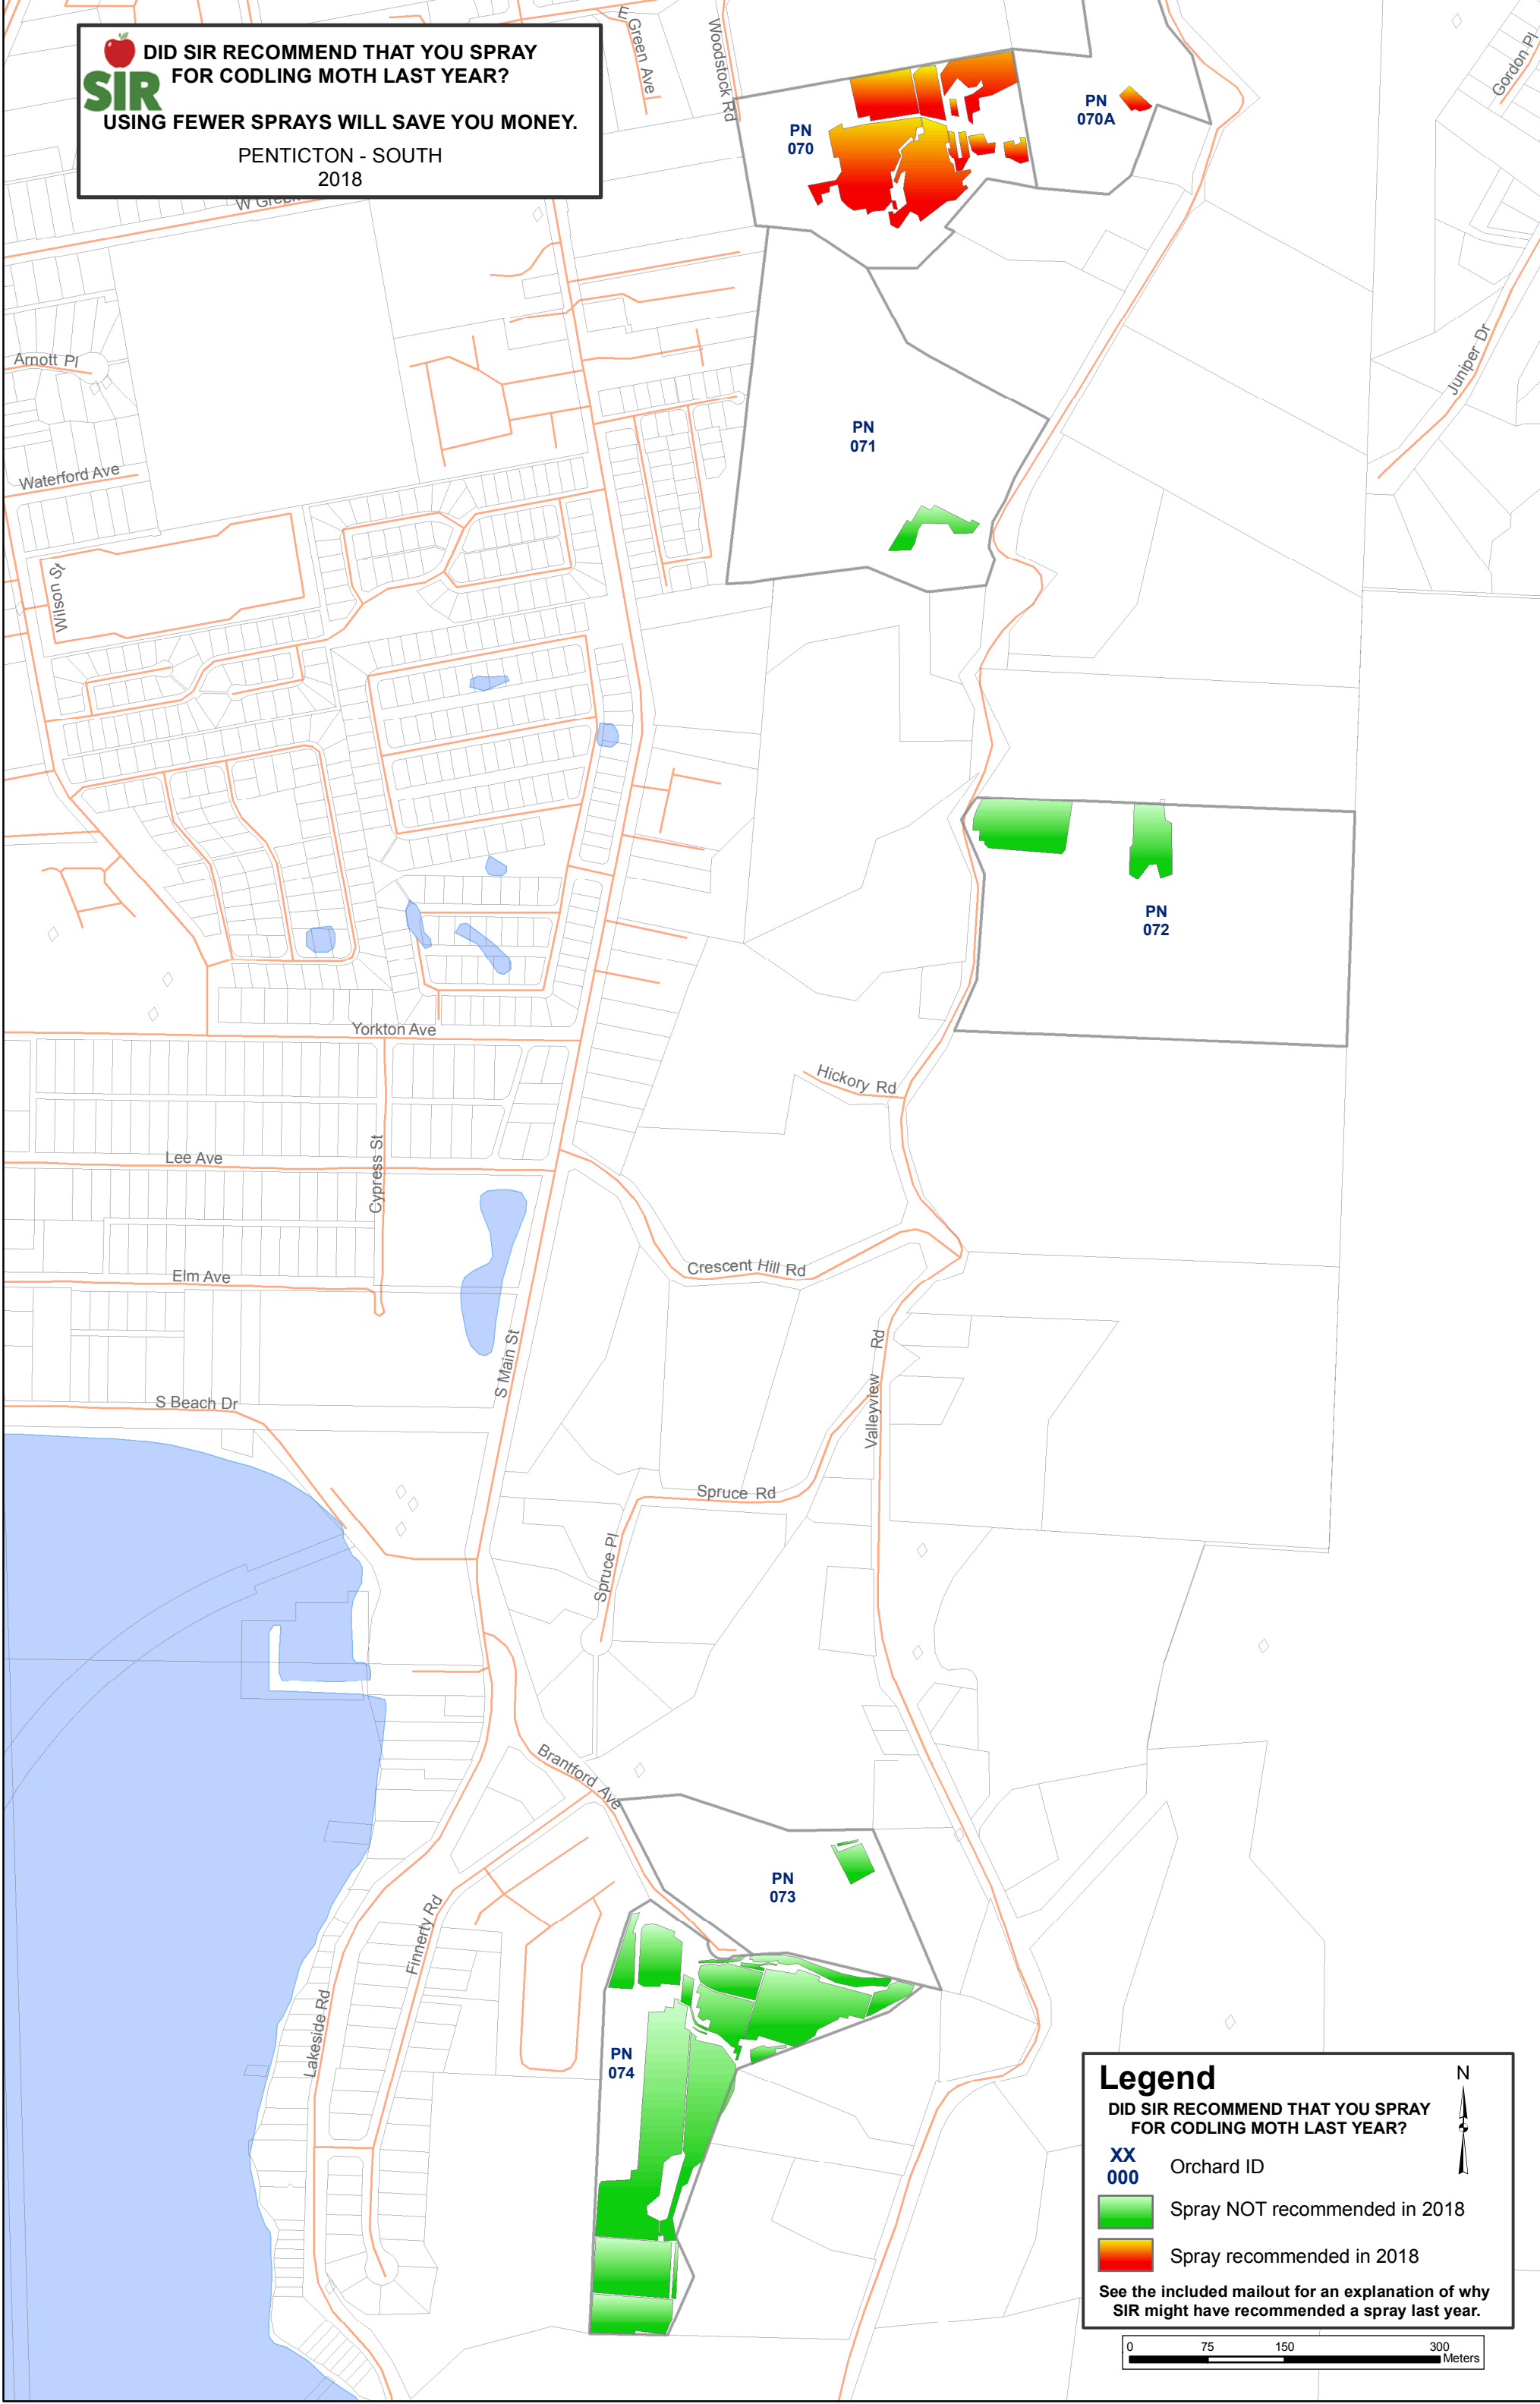 SIR
DID SIR RECOMMEND THAT YOU SPRAY
FOR CODLING MOTH LAST YEAR?
USING FEWER SPRAYS WILL SAVE YOU MONEY.
PENTICTON - SOUTH
2018
E Green Ave
Woodstock Rd
Gordon Pl
PN
070
PN
070A
W Green
Arnott Pl
Juniper Dr
PN
071
Waterford Ave
Wilson St
PN
072
Yorkton Ave
Hickory Rd
Lee Ave
Cypress St
Crescent Hill Rd
Elm Ave
S Main St
Valleyview Rd
S Beach Dr
Spruce Rd
Spruce Pl
Brantford Ave
PN
073
Finnerty Rd
Lakeside Rd
PN
074
Legend
N
DID SIR RECOMMEND THAT YOU SPRAY
FOR CODLING MOTH LAST YEAR?
XX
000
Orchard ID
Spray NOT recommended in 2018
Spray recommended in 2018
See the included mailout for an explanation of why
SIR might have recommended a spray last year.
0 75 150 300
Meters